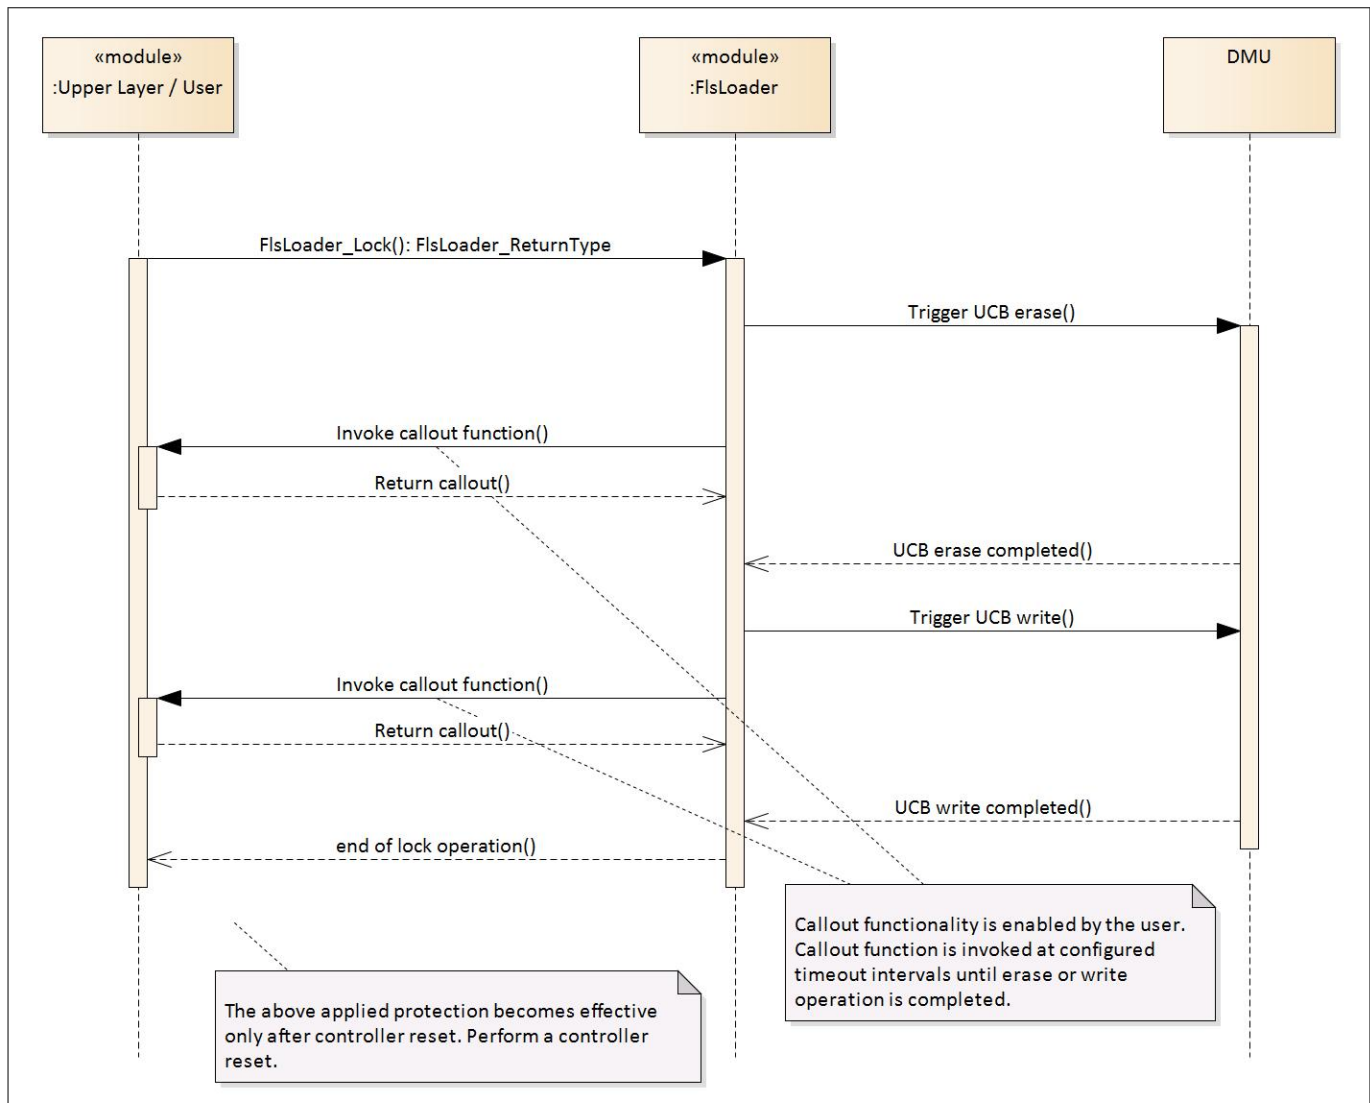 «module»
:Upper Layer / User
«module»
:FlsLoader
DMU
FlsLoader_Lock(): FlsLoader_ReturnType
Trigger UCB erase()
Invoke callout function()
Return callout()
UCB erase completed()
Trigger UCB write()
Invoke callout function()
Return callout()
UCB write completed()
end of lock operation()
Callout functionality is enabled by the user.
Callout function is invoked at configured
timeout intervals until erase or write
operation is completed.
The above applied protection becomes effective
only after controller reset. Perform a controller
reset.